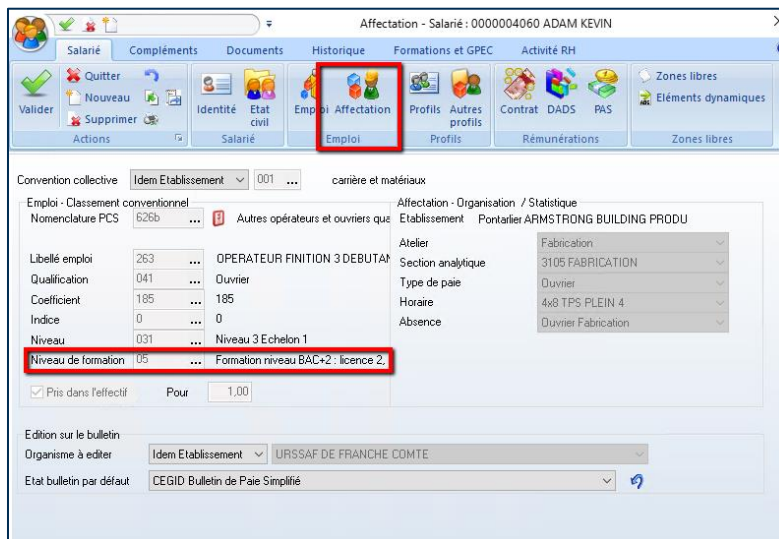 Affectation - Salarié : 0000004060 ADAM KEVIN
Salarié Compléments Documents Historique Formations et GPEC Activité RH
Valider
Quitter
Nouveau
Supprimer
Identité
Etat civil
Emploi
Affectation
Profils
Autres profils
Contrat
DADS
PAS
Zones libres
Eléments dynamiques
Actions Salarié Emploi Profils Rémunérations Zones libres
Convention collective Idem Etablissement 001 ... carrière et matériaux
Emploi - Classement conventionnel
Nomenclature PCS 626b ... Autres opérateurs et ouvriers qua
Libellé emploi 263 ... OPERATEUR FINITION 3 DEBUTAN
Qualification 041 ... Ouvrier
Coefficient 185 ... 185
Indice 0 ... 0
Niveau 031 ... Niveau 3 Echelon 1
Niveau de formation 05 ... Formation niveau BAC+2 : licence 2,
Pris dans l'effectif Pour 1,00
Affectation - Organisation / Statistique
Etablissement Pontarlier ARMSTRONG BUILDING PRODU
Atelier Fabrication
Section analytique 3105 FABRICATION
Type de paie Ouvrier
Horaire 4x8 TPS PLEIN 4
Absence Ouvrier Fabrication
Edition sur le bulletin
Organisme à editer Idem Etablissement URSSAF DE FRANCHE COMTE
Etat bulletin par défaut CEGID Bulletin de Paie Simplifié